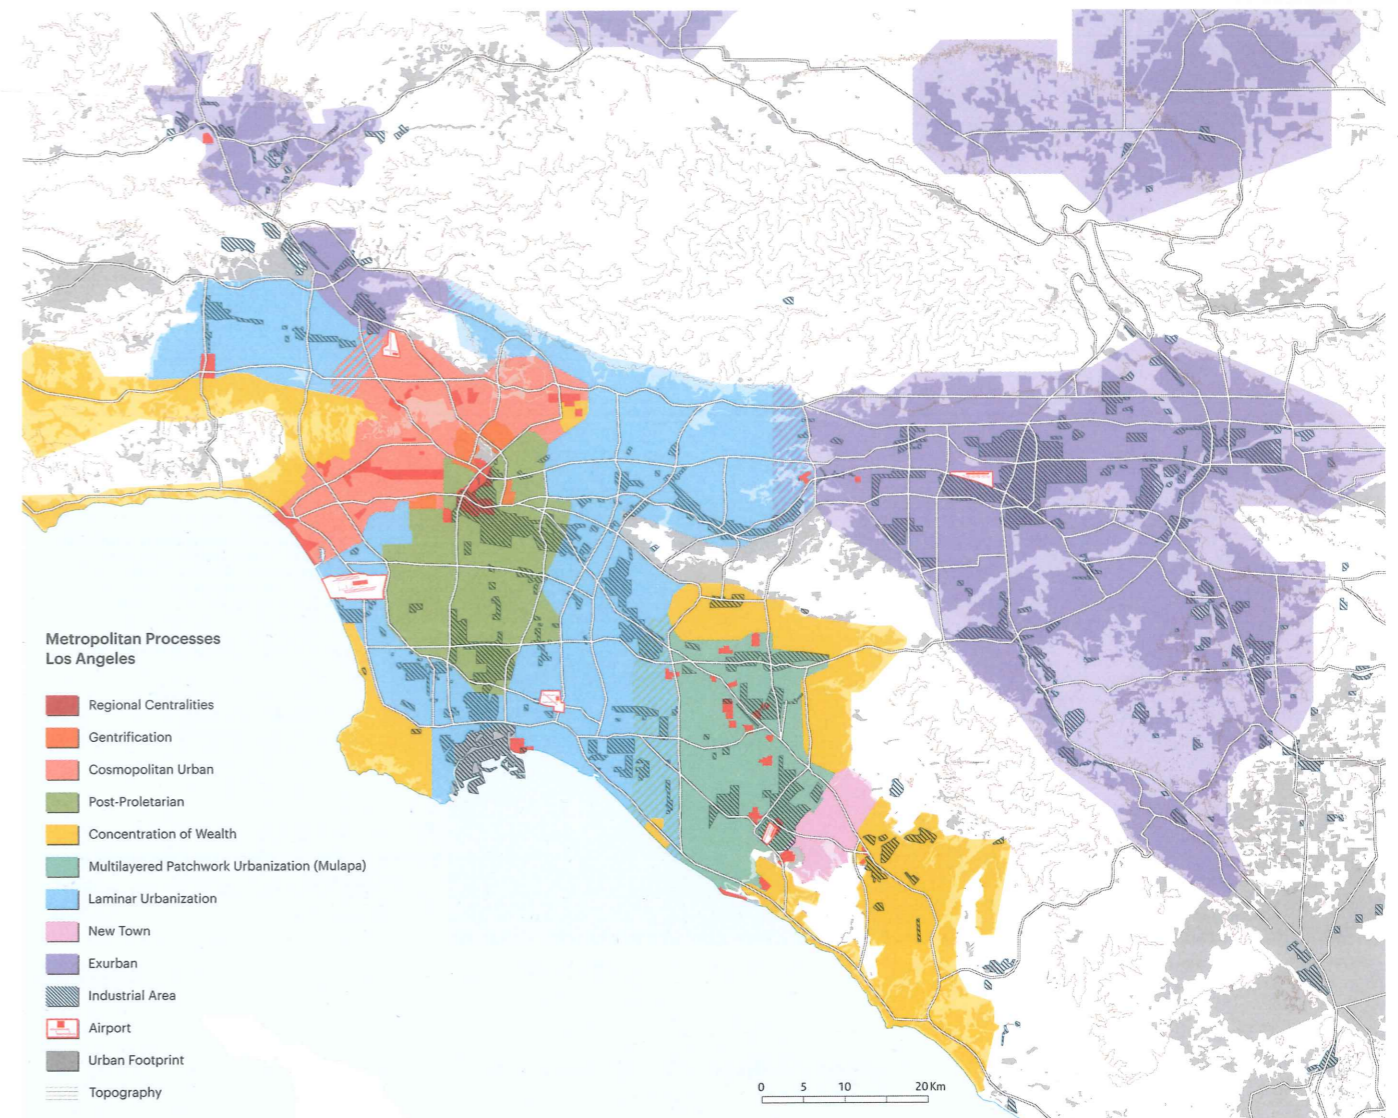 Metropolitan Processes
Los Angeles
Regional Centralities
Gentrification
Cosmopolitan Urban
Post-Proletarian
Concentration of Wealth
Multilayered Patchwork Urbanization (Mulapa)
Laminar Urbanization
New Town
Exurban
Industrial Area
Airport
Urban Footprint
Topography
0 5 10 20 Km